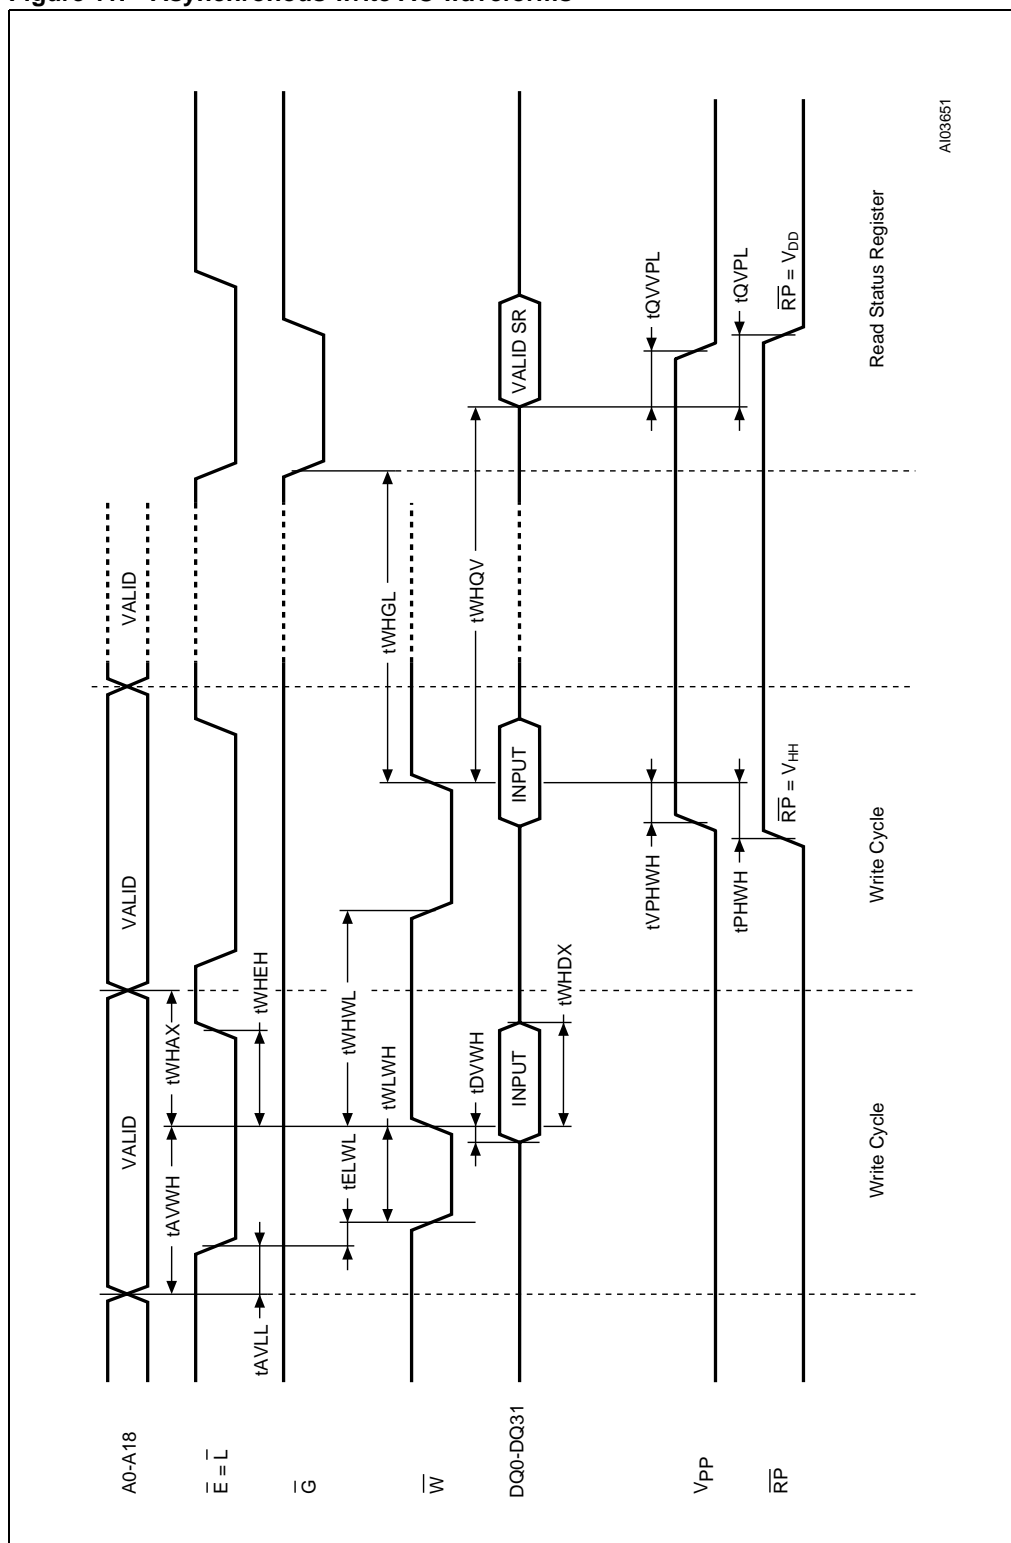 Figure 11. Asynchronous Write AC Waveforms
A0-A18
VALID
VALID
VALID
tAVWH
tWHAX
E = L
tAVLL
tWHEH
G
tELWL
tWHWL
W
tWLWH
tWHGL
tDVWH
tWHQV
DQ0-DQ31
INPUT
INPUT
VALID SR
tWHDX
VPP
tVPHWH
tQVVPL
RP
tPHWH
tQVPL
RP = VHH
RP = VDD
Write Cycle
Write Cycle
Read Status Register
AI03651